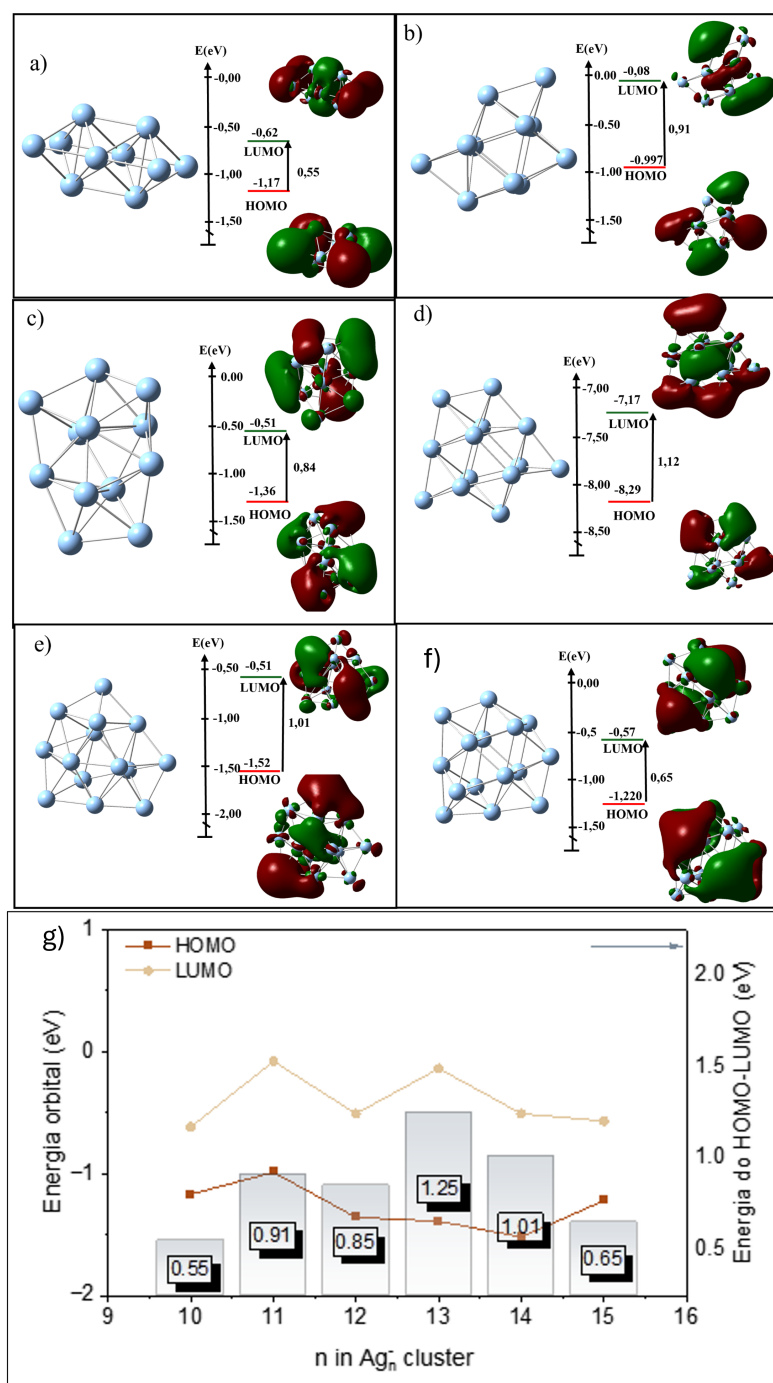 a)
E(eV)
-0,00
-0,50
-0,62
LUMO
0,55
-1,00
-1,17
HOMO
-1,50
b)
E(eV)
0.00
-0,08
LUMO
-0.50
0,91
-0.997
-1.00
HOMO
-1.50
c)
E(eV)
0.00
-0.50
-0,51
LUMO
0,84
-1.00
-1,36
HOMO
-1.50
d)
E(eV)
-7,00
-7,17
LUMO
-7,50
1,12
-8,00
-8,29
HOMO
-8,50
e)
E(eV)
-0,50
-0,51
LUMO
-1,00
1,01
-1,50
-1,52
HOMO
-2,00
f)
E(eV)
0,00
-0,5
-0,57
LUMO
0,65
-1,00
-1,220
HOMO
-1,50
g)
HOMO
LUMO
Energia orbital (eV)
1
0
−1
−2
0.55
0.91
0.85
1.25
1.01
0.65
2.0
1.5
1.0
0.5
Energia do HOMO-LUMO (eV)
9 10 11 12 13 14 15 16
n in Ag⁻ₙ cluster